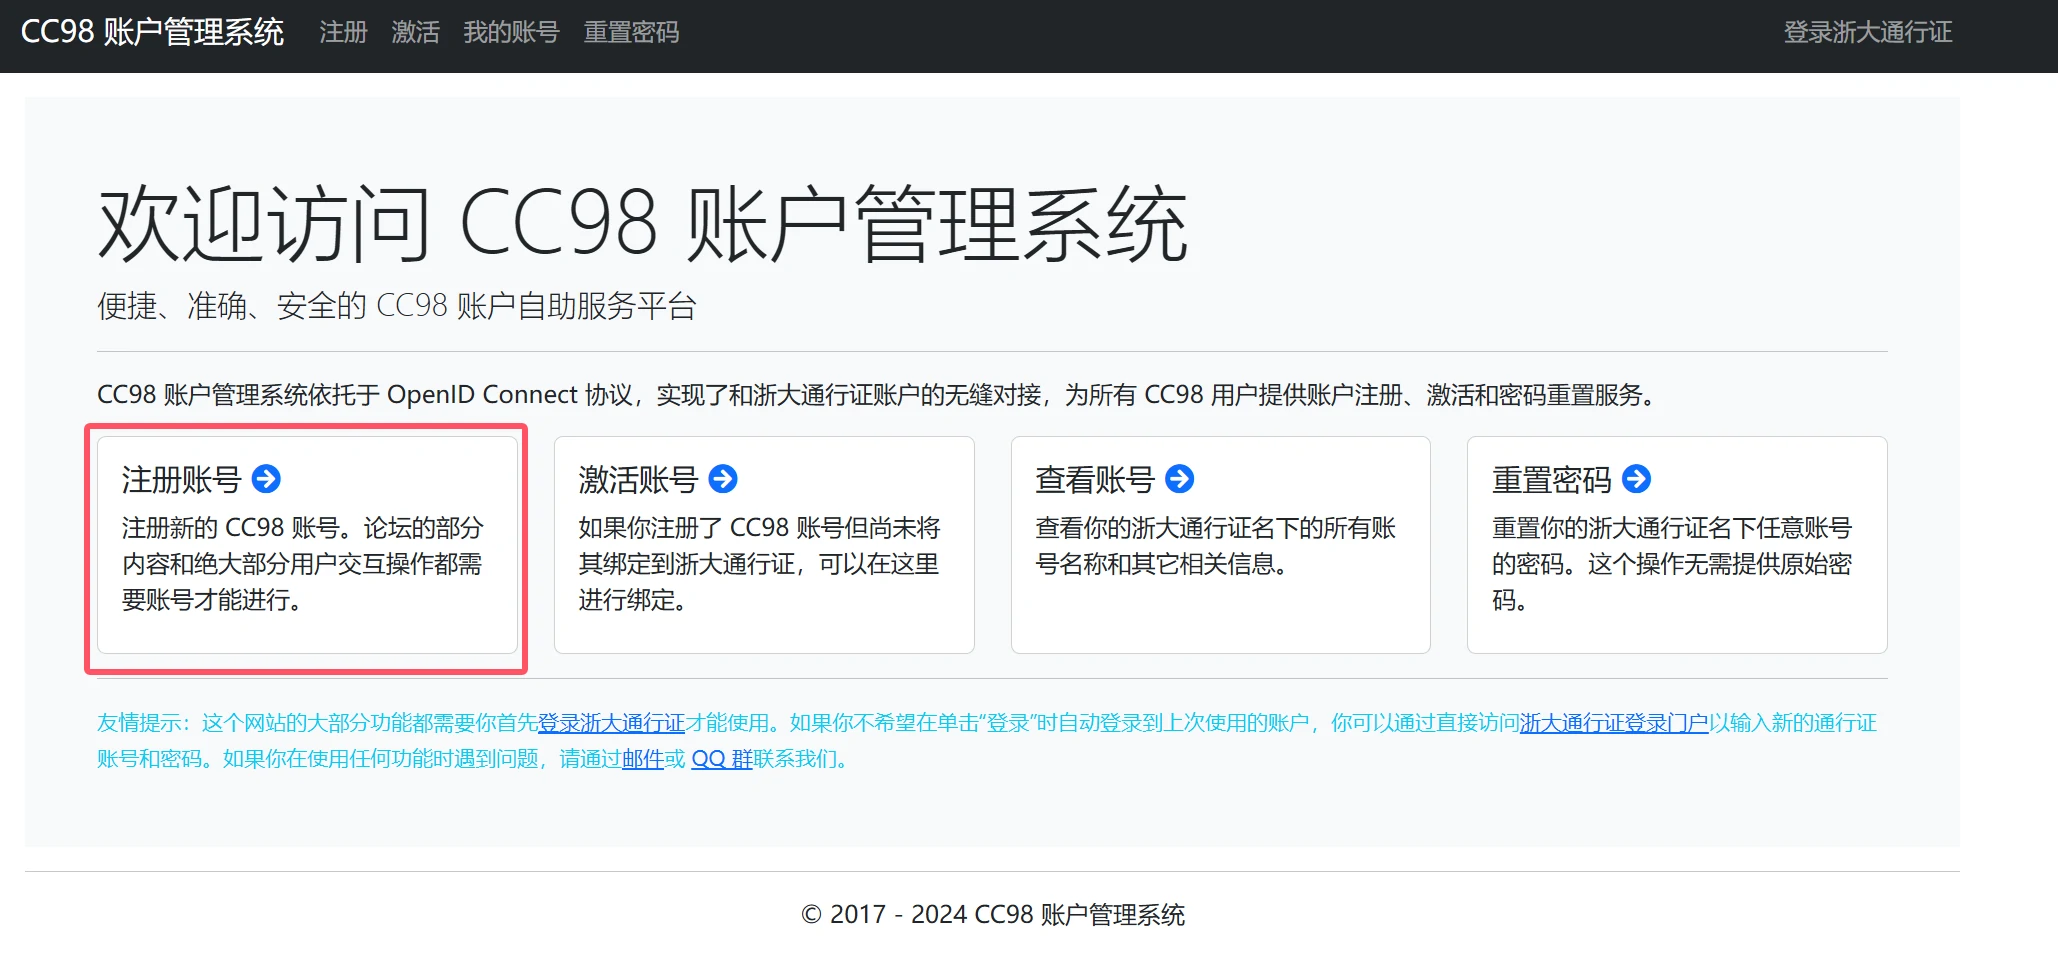 CC98 账户管理系统 注册 激活 我的账号 重置密码 登录浙大通行证
欢迎访问 CC98 账户管理系统
便捷、准确、安全的 CC98 账户自助服务平台
CC98 账户管理系统依托于 OpenID Connect 协议，实现了和浙大通行证账户的无缝对接，为所有 CC98 用户提供账户注册、激活和密码重置服务。
注册账号
注册新的 CC98 账号。论坛的部分
内容和绝大部分用户交互操作都需
要账号才能进行。
激活账号
如果你注册了 CC98 账号但尚未将
其绑定到浙大通行证，可以在这里
进行绑定。
查看账号
查看你的浙大通行证名下的所有账
号名称和其它相关信息。
重置密码
重置你的浙大通行证名下任意账号
的密码。这个操作无需提供原始密
码。
友情提示：这个网站的大部分功能都需要你首先登录浙大通行证才能使用。如果你不希望在单击“登录”时自动登录到上次使用的账户，你可以通过直接访问浙大通行证登录门户以输入新的通行证
账号和密码。如果你在使用任何功能时遇到问题，请通过邮件或 QQ 群联系我们。
© 2017 - 2024 CC98 账户管理系统